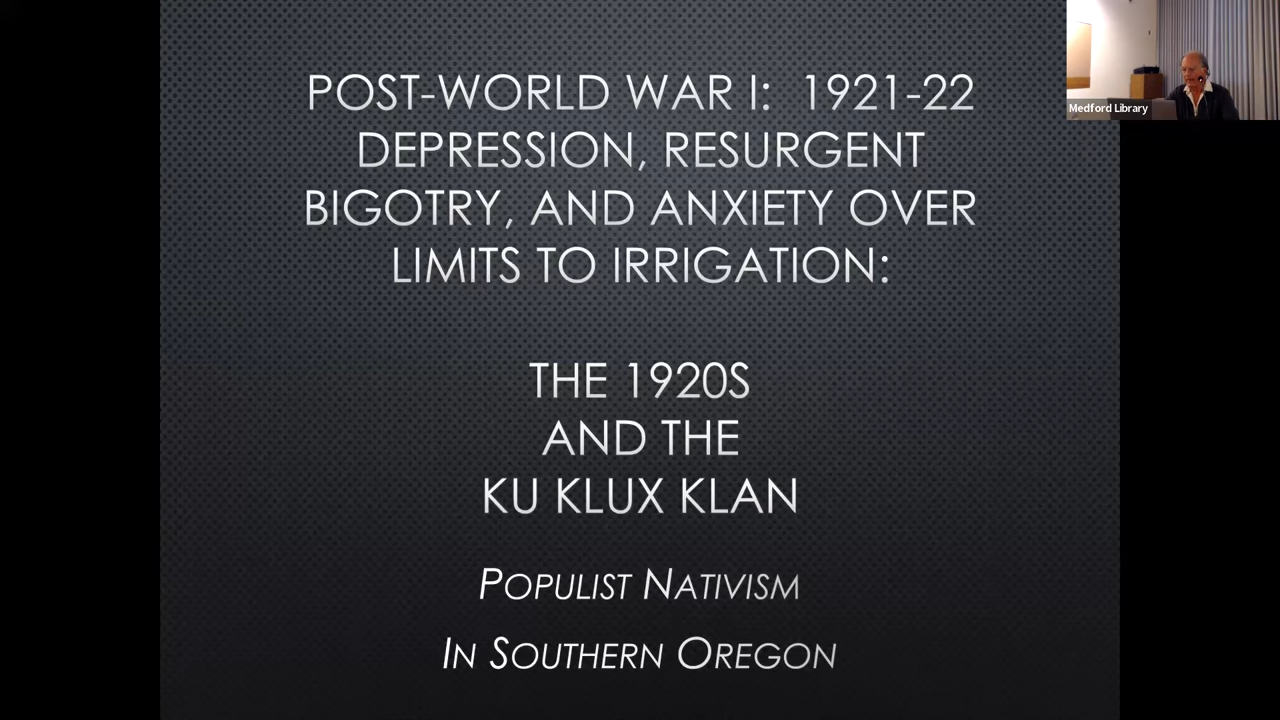 POST-WORLD WAR I: 1921-22
DEPRESSION, RESURGENT
BIGOTRY, AND ANXIETY OVER
LIMITS TO IRRIGATION:
THE 1920S
AND THE
KU KLUX KLAN
POPULIST NATIVISM
IN SOUTHERN OREGON
Medford Library